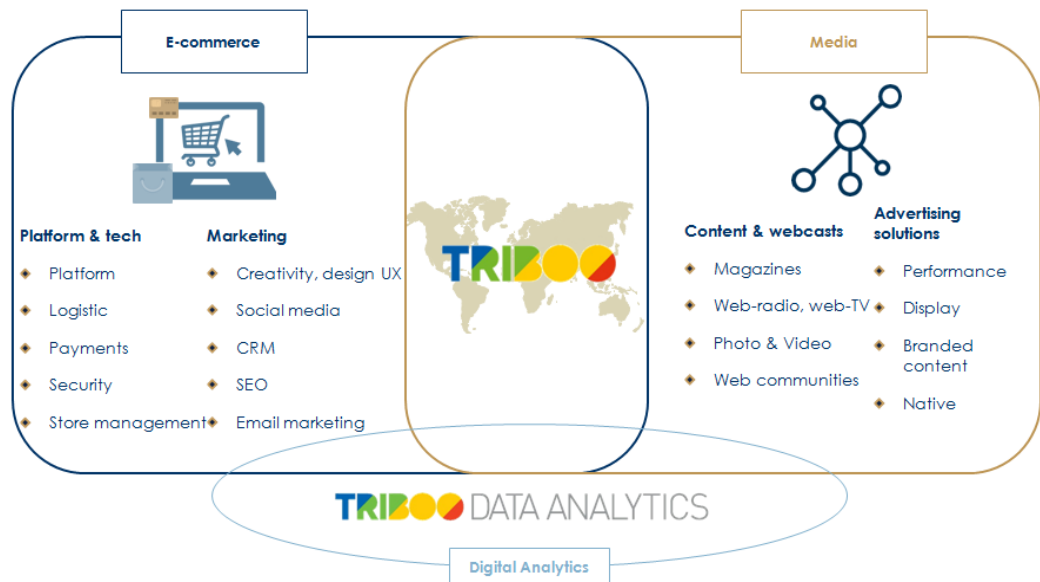 E-commerce
Media
Platform & tech
Platform
Logistic
Payments
Security
Store management
Marketing
Creativity, design UX
Social media
CRM
SEO
Email marketing
TRIBOO
Content & webcasts
Magazines
Web-radio, web-TV
Photo & Video
Web communities
Advertising
solutions
Performance
Display
Branded
content
Native
TRIBOO DATA ANALYTICS
Digital Analytics